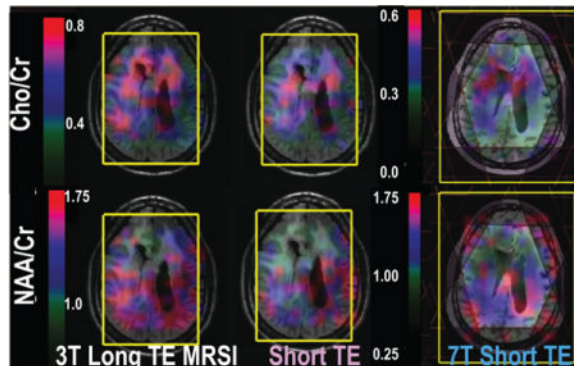 Cho/Cr
0.8
0.4
0.6
0.3
0.0
NAA/Cr
1.75
1.0
1.75
1.00
0.25
3T Long TE MRSI
Short TE
7T Short TE